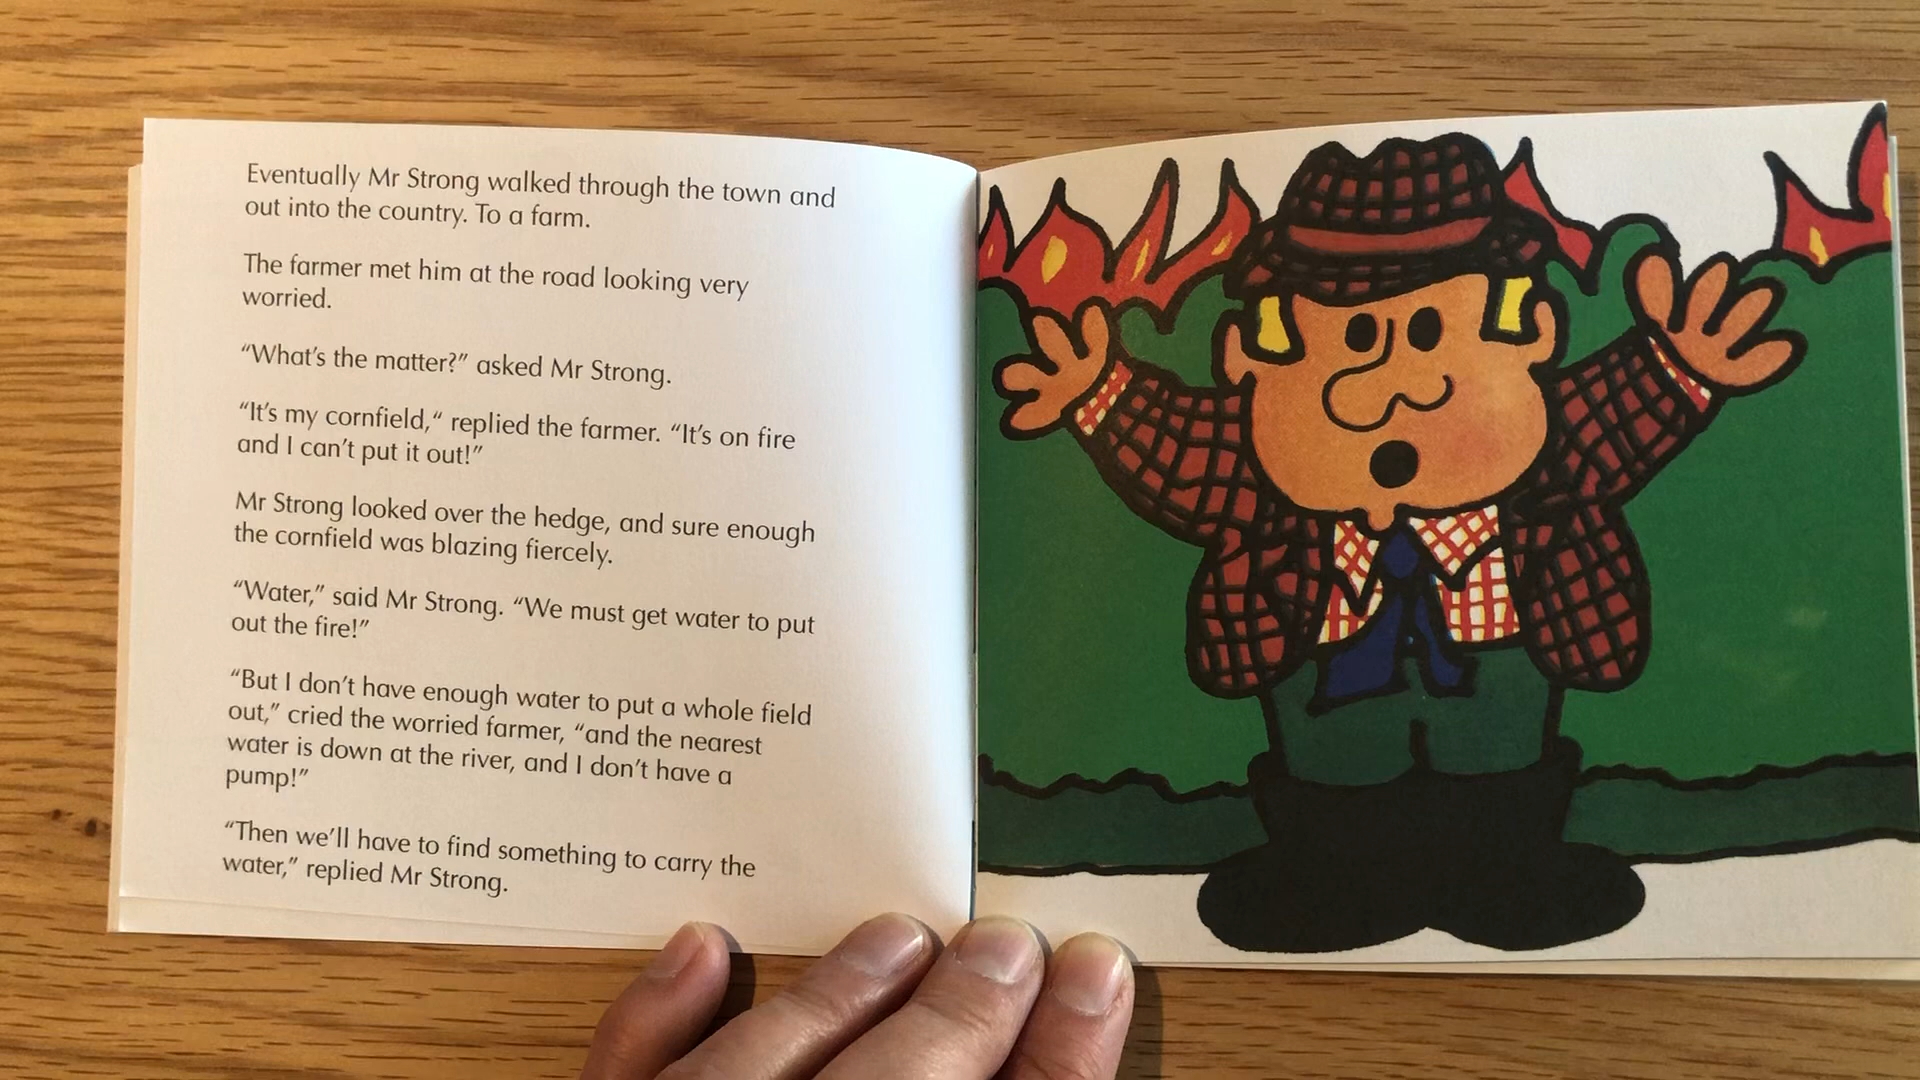 Eventually Mr Strong walked through the town and
out into the country. To a farm.
The farmer met him at the road looking very
worried.
“What’s the matter?” asked Mr Strong.
“It’s my cornfield,“ replied the farmer. “It’s on fire
and I can’t put it out!”
Mr Strong looked over the hedge, and sure enough
the cornfield was blazing fiercely.
“Water,” said Mr Strong. “We must get water to put
out the fire!”
“But I don’t have enough water to put a whole field
out,” cried the worried farmer, “and the nearest
water is down at the river, and I don’t have a
pump!”
“Then we’ll have to find something to carry the
water,” replied Mr Strong.